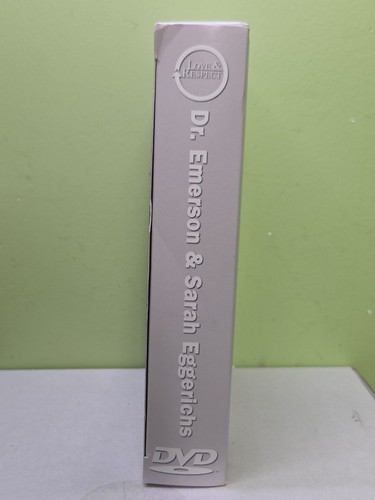 LOVE &
RESPECT
Dr. Emerson & Sarah Eggerichs
DVD